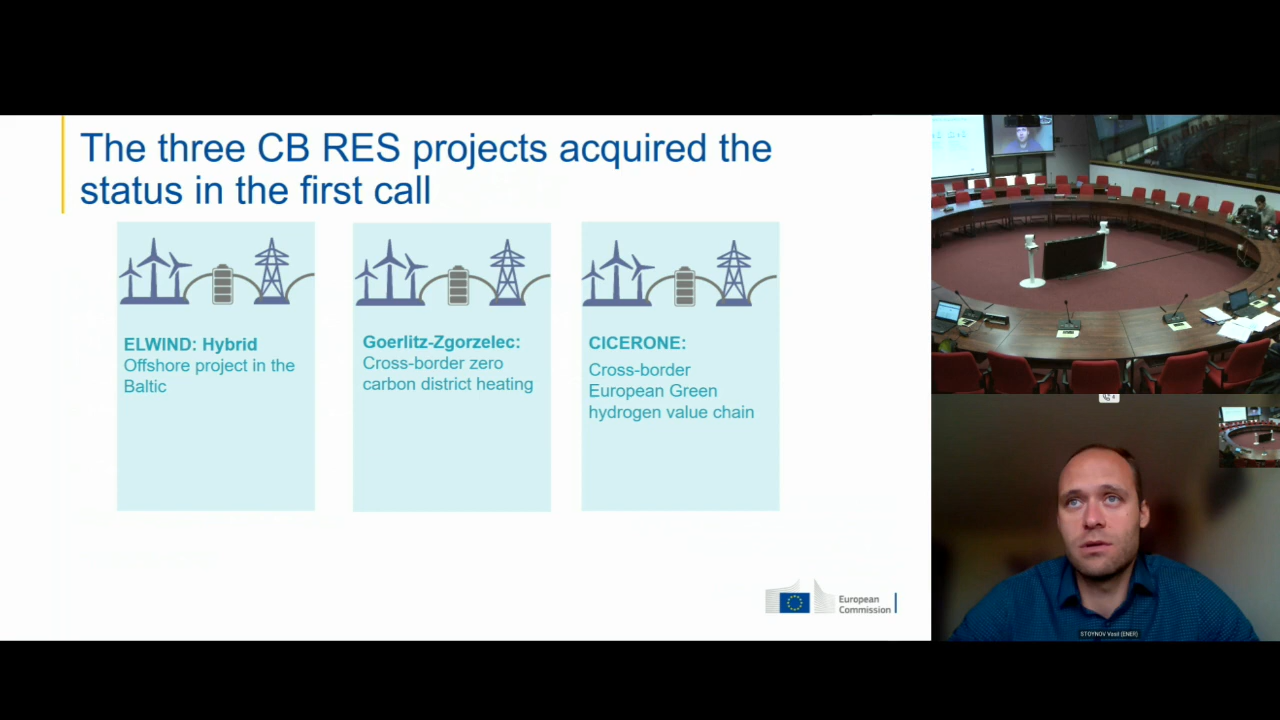 The three CB RES projects acquired the
status in the first call
ELWIND: Hybrid
Offshore project in the
Baltic
Goerlitz-Zgorzelec:
Cross-border zero
carbon district heating
CICERONE:
Cross-border
European Green
hydrogen value chain
European
Commission
STOYNOV Vasil (ENER)